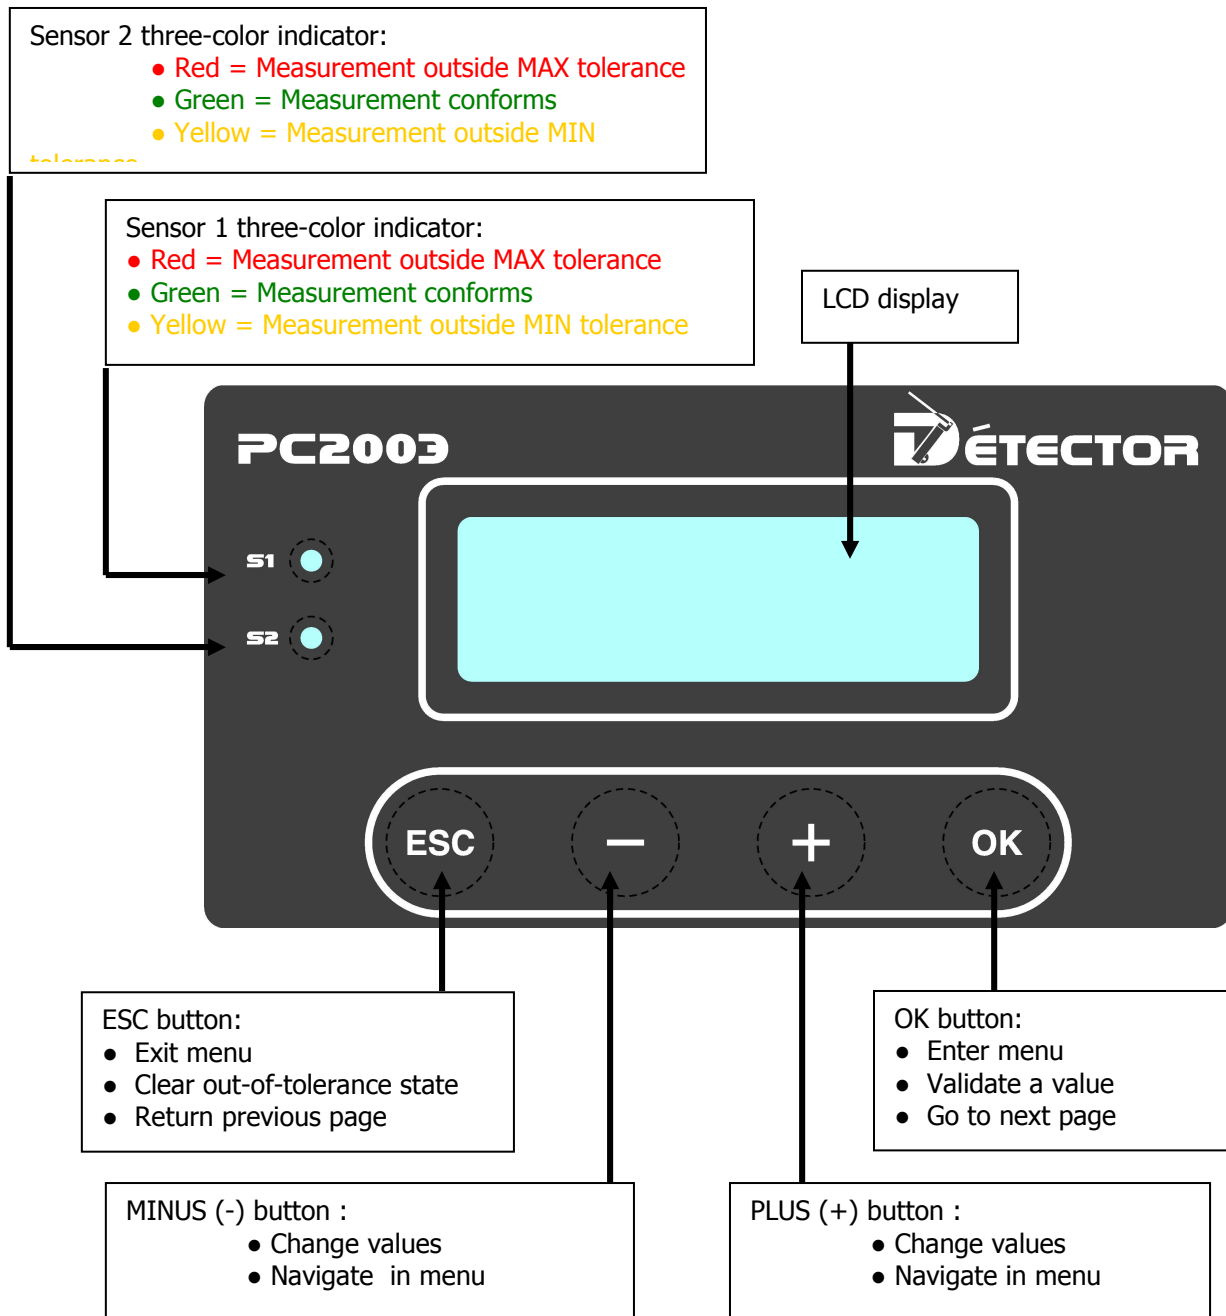 Sensor 2 three-color indicator:
● Red = Measurement outside MAX tolerance
● Green = Measurement conforms
● Yellow = Measurement outside MIN
tolerance
Sensor 1 three-color indicator:
● Red = Measurement outside MAX tolerance
● Green = Measurement conforms
● Yellow = Measurement outside MIN tolerance
LCD display
PC2003
DÉTECTOR
S1
S2
ESC
−
+
OK
ESC button:
● Exit menu
● Clear out-of-tolerance state
● Return previous page
OK button:
● Enter menu
● Validate a value
● Go to next page
MINUS (-) button :
● Change values
● Navigate  in menu
PLUS (+) button :
● Change values
● Navigate in menu